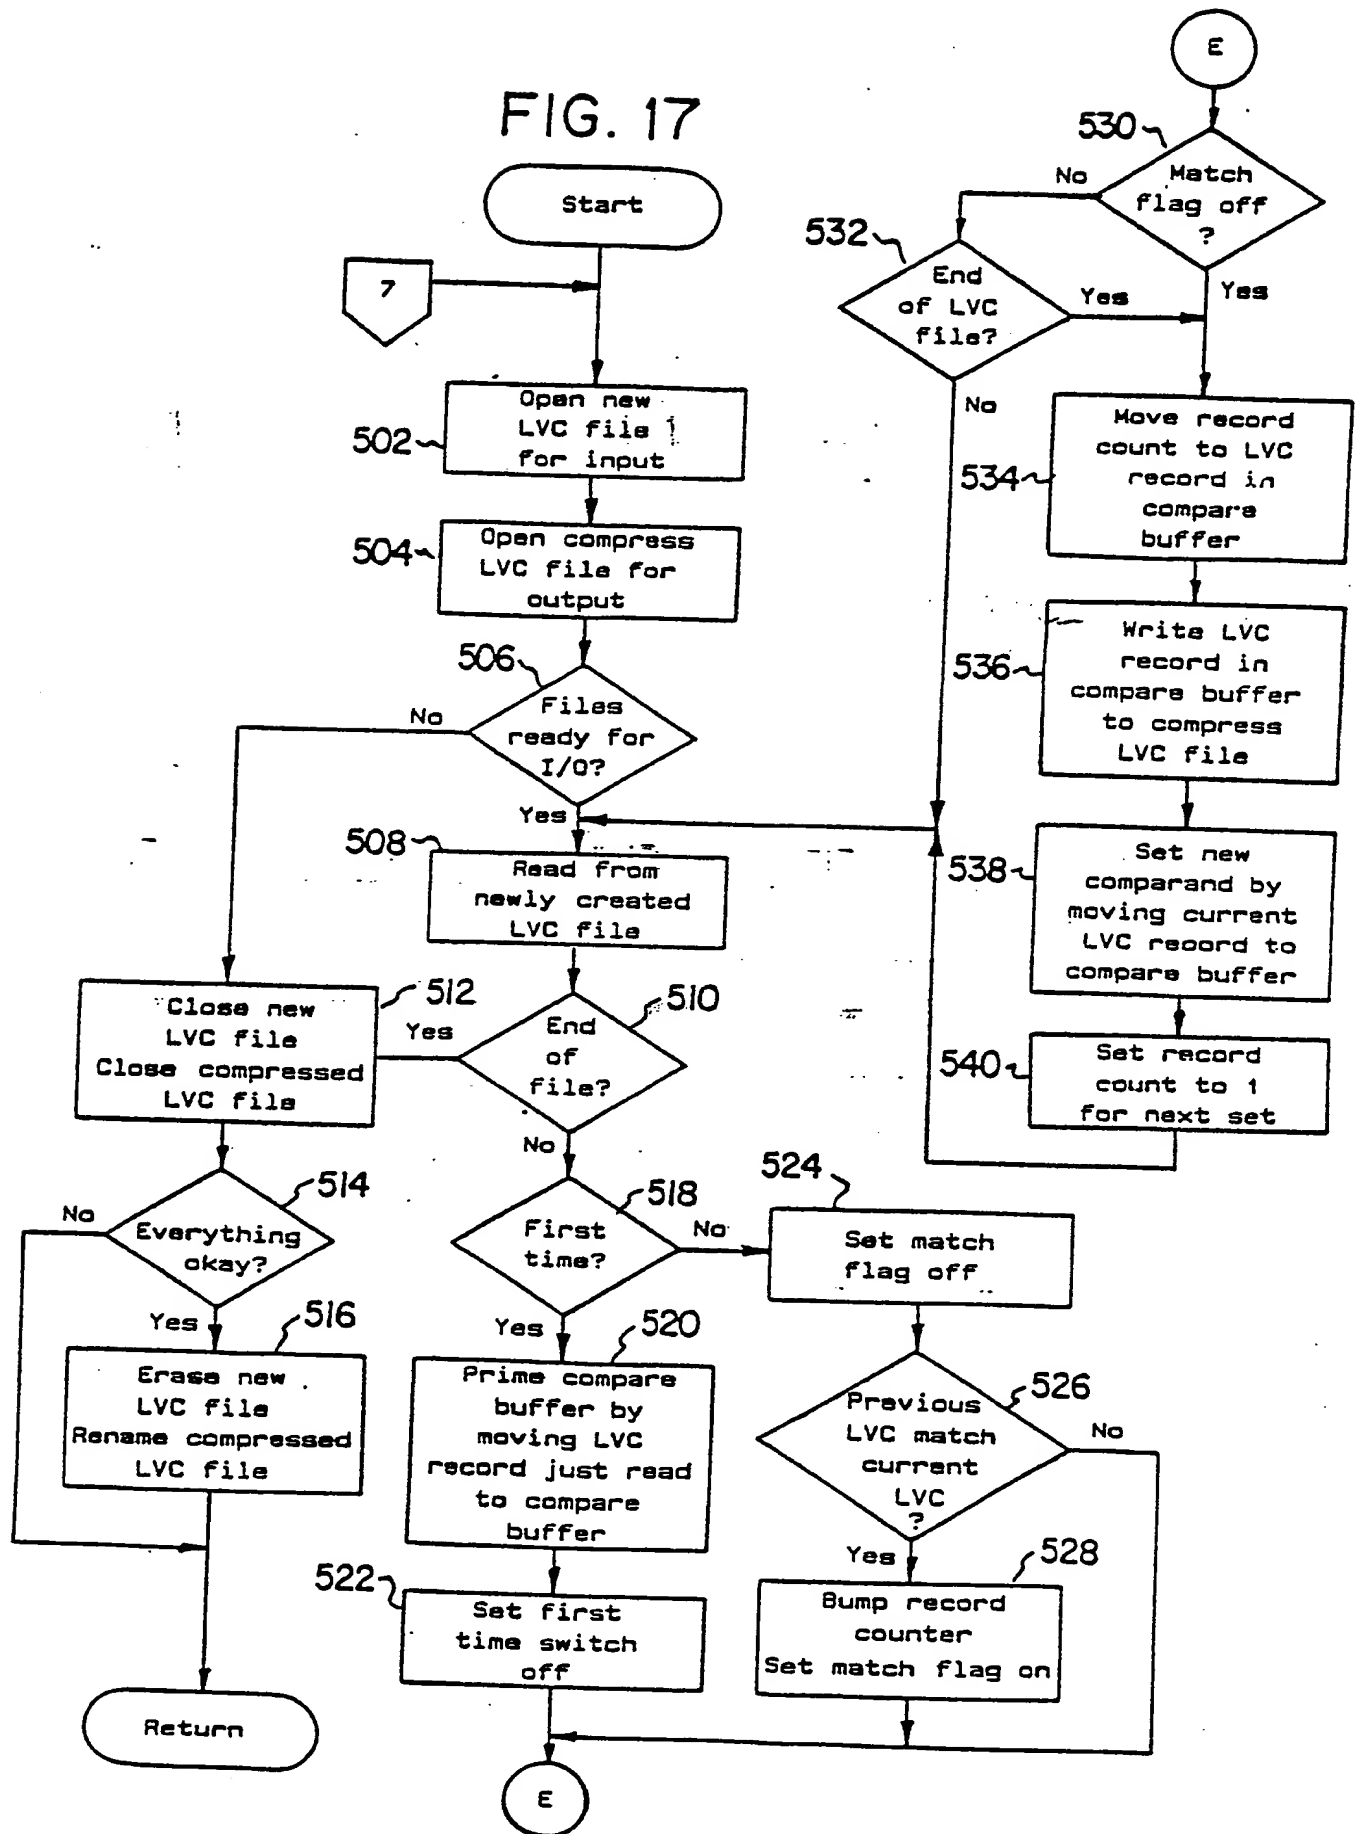 FIG. 17
Start
7
502
Open new
LVC file
for input
504
Open compress
LVC file for
output
506
Files
ready for
I/O?
No
Yes
508
Read from
newly created
LVC file
510
End
of
file?
Yes
No
512
Close new
LVC file
Close compressed
LVC file
514
Everything
okay?
No
Yes
516
Erase new
LVC file
Rename compressed
LVC file
Return
518
First
time?
No
Yes
520
Prime compare
buffer by
moving LVC
record just read
to compare
buffer
522
Set first
time switch
off
E
524
Set match
flag off
526
Previous
LVC match
current
LVC
?
No
Yes
528
Bump record
counter
Set match flag on
E
530
Match
flag off
?
No
Yes
532
End
of LVC
file?
Yes
No
534
Move record
count to LVC
record in
compare
buffer
536
Write LVC
record in
compare buffer
to compress
LVC file
538
Set new
comparand by
moving current
LVC record to
compare buffer
540
Set record
count to 1
for next set